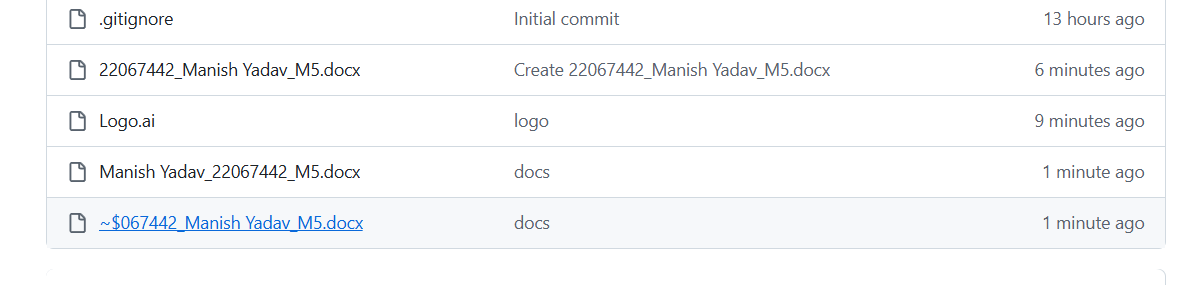 .gitignore Initial commit 13 hours ago
22067442_Manish Yadav_M5.docx Create 22067442_Manish Yadav_M5.docx 6 minutes ago
Logo.ai logo 9 minutes ago
Manish Yadav_22067442_M5.docx docs 1 minute ago
~$067442_Manish Yadav_M5.docx docs 1 minute ago